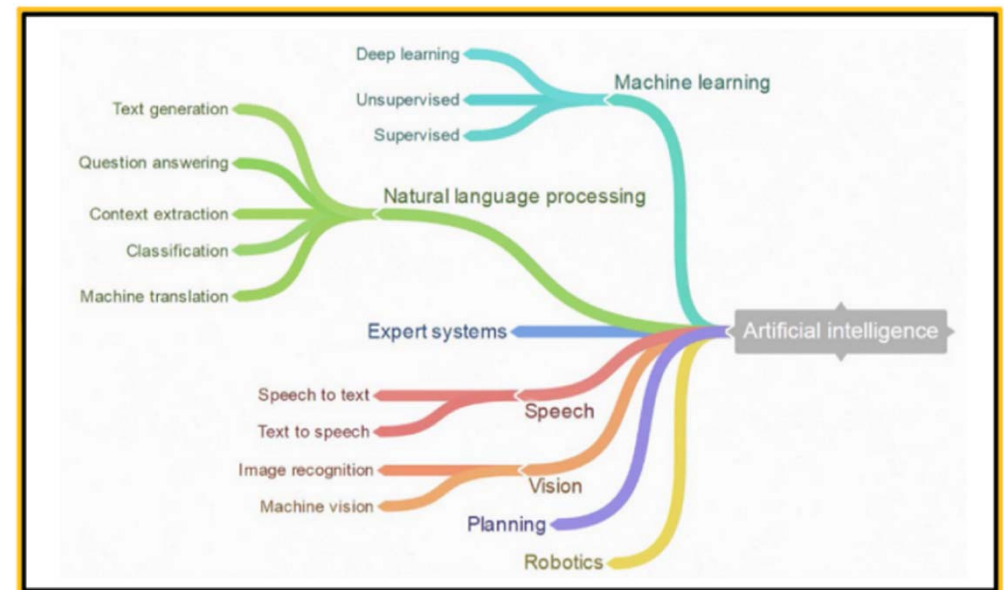 Deep learning
Unsupervised
Supervised
Machine learning
Text generation
Question answering
Context extraction
Classification
Machine translation
Natural language processing
Expert systems
Artificial intelligence
Speech to text
Text to speech
Speech
Image recognition
Machine vision
Vision
Planning
Robotics